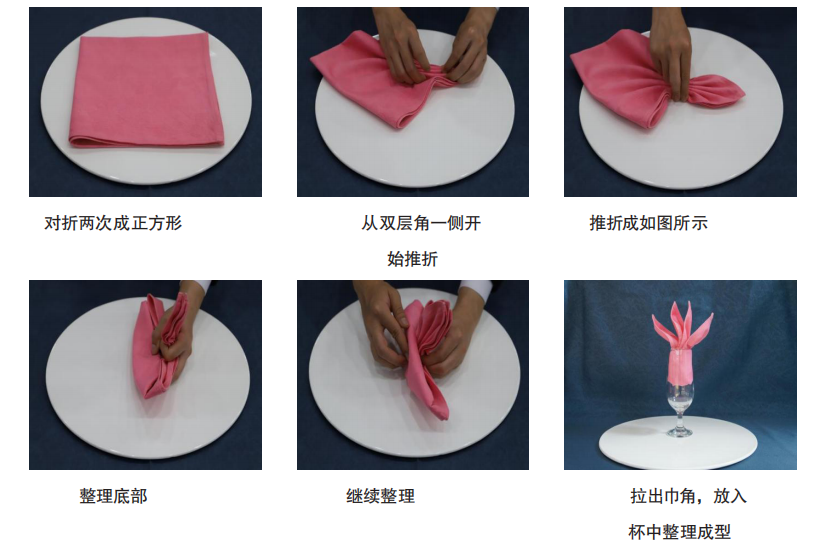 对折两次成正方形
从双层角一侧开
始推折
推折成如图所示
整理底部
继续整理
拉出巾角，放入
杯中整理成型